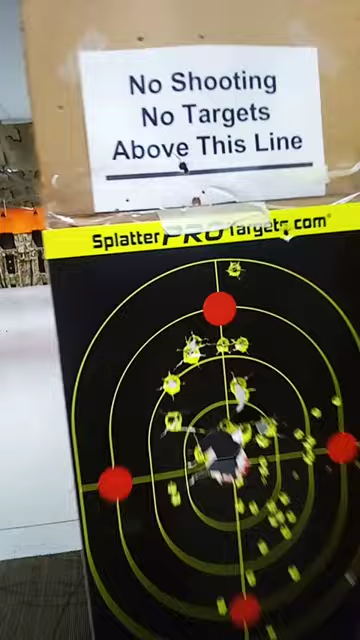 No Shooting
No Targets
Above This Line
SplatterPROTargets.com®